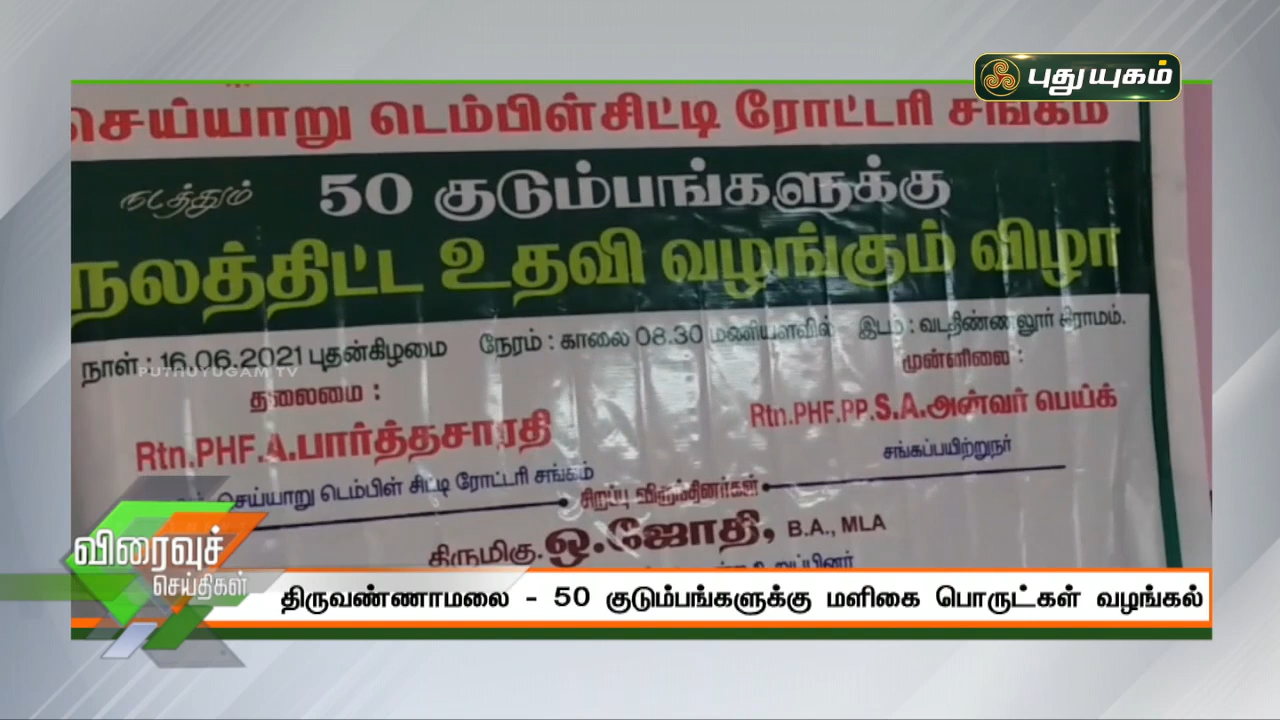 புதுயுகம்
செய்யாறு டெம்பிள்சிட்டி ரோட்டரி சங்கம்
நடத்தும் 50 குடும்பங்களுக்கு
நலத்திட்ட உதவி வழங்கும் விழா
நாள் : 16.06.2021 புதன்கிழமை நேரம் : காலை 08.30 மணியளவில் இடம் : வடதிண்ணலூர் கிராமம்.
PUTHUYUGAM TV
தலைமை :
முன்னிலை :
Rtn.PHF.A.பார்த்தசாரதி
Rtn.PHF.PP.S.A.அன்வர் பெய்க்
செய்யாறு டெம்பிள் சிட்டி ரோட்டரி சங்கம்
சங்கப்பயிற்றுநர்
சிறப்பு விருந்தினர்கள்
திருமிகு.ஒ.ஜோதி, B.A., MLA
விரைவுச்
செய்திகள்
திருவண்ணாமலை - 50 குடும்பங்களுக்கு மளிகை பொருட்கள் வழங்கல்